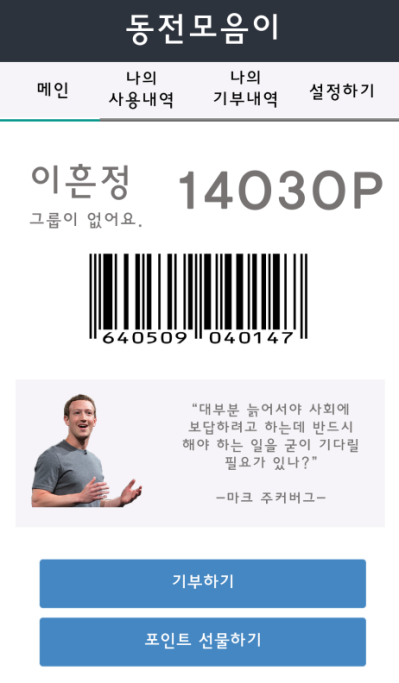 동전모음이
메인
나의
사용내역
나의
기부내역
설정하기
이흔정
14030P
그룹이 없어요.
640509 040147
“대부분 늙어서야 사회에
보답하려고 하는데 반드시
해야 하는 일을 굳이 기다릴
필요가 있나?”
–마크 주커버그–
기부하기
포인트 선물하기